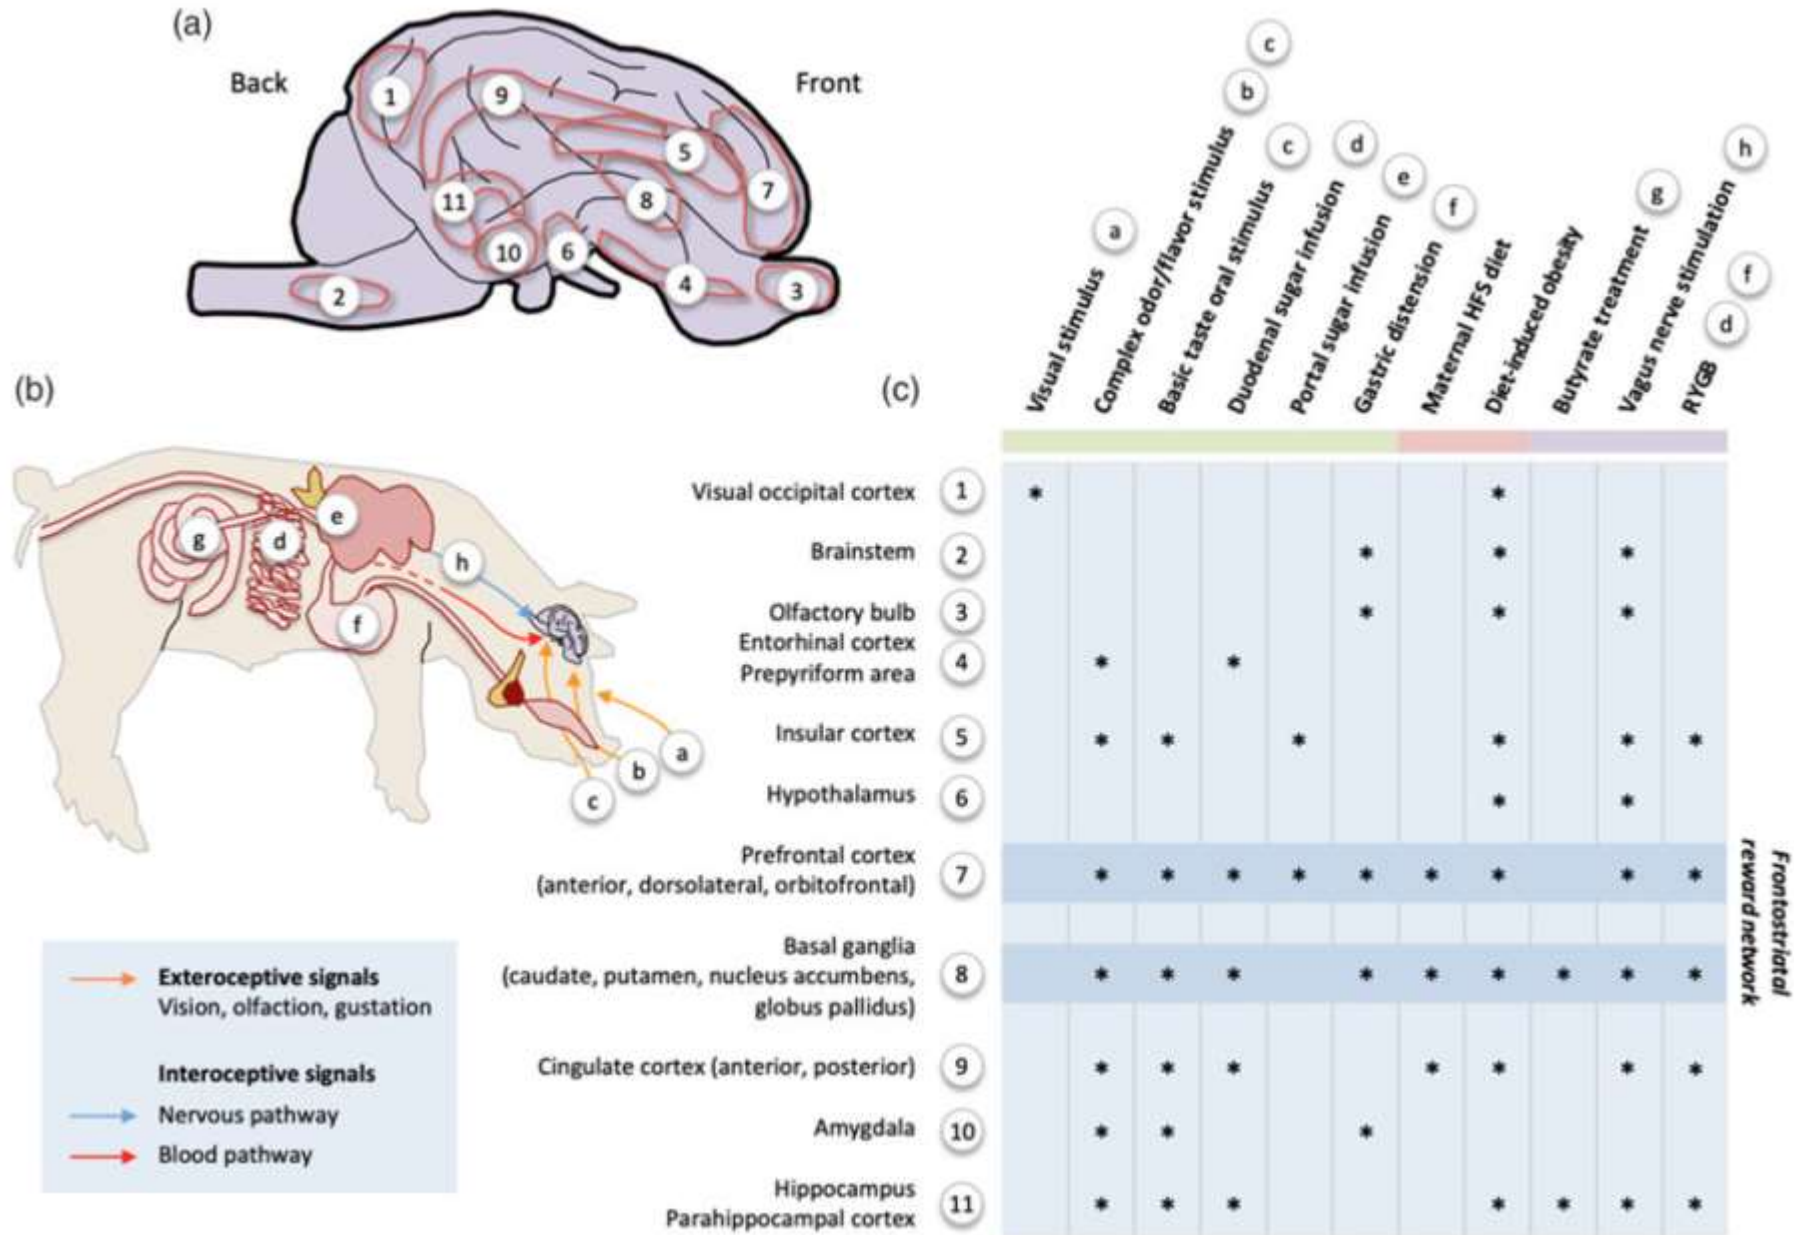 (a)
Back
Front
1
9
5
7
11
8
10
6
2
4
3
(b)
g
d
e
h
f
a
b
c
Exteroceptive signals
Vision, olfaction, gustation
Interoceptive signals
Nervous pathway
Blood pathway
(c)
Visual stimulus a
Complex odor/flavor stimulus b c
Basic taste oral stimulus c
Duodenal sugar infusion d
Portal sugar infusion e
Gastric distension f
Maternal HFS diet
Diet-induced obesity
Butyrate treatment g
Vagus nerve stimulation h
RYGB d f
Visual occipital cortex 1 * *
Brainstem 2 * * *
Olfactory bulb 3 * * *
Entorhinal cortex
Prepyriform area 4 * *
Insular cortex 5 * * * * * *
Hypothalamus 6 * *
Prefrontal cortex
(anterior, dorsolateral, orbitofrontal) 7 * * * * * * * * *
Basal ganglia
(caudate, putamen, nucleus accumbens, 8 * * * * * * * * *
globus pallidus)
Cingulate cortex (anterior, posterior) 9 * * * * * * *
Amygdala 10 * * *
Hippocampus
Parahippocampal cortex 11 * * * * * * *
Frontostriatal
reward network